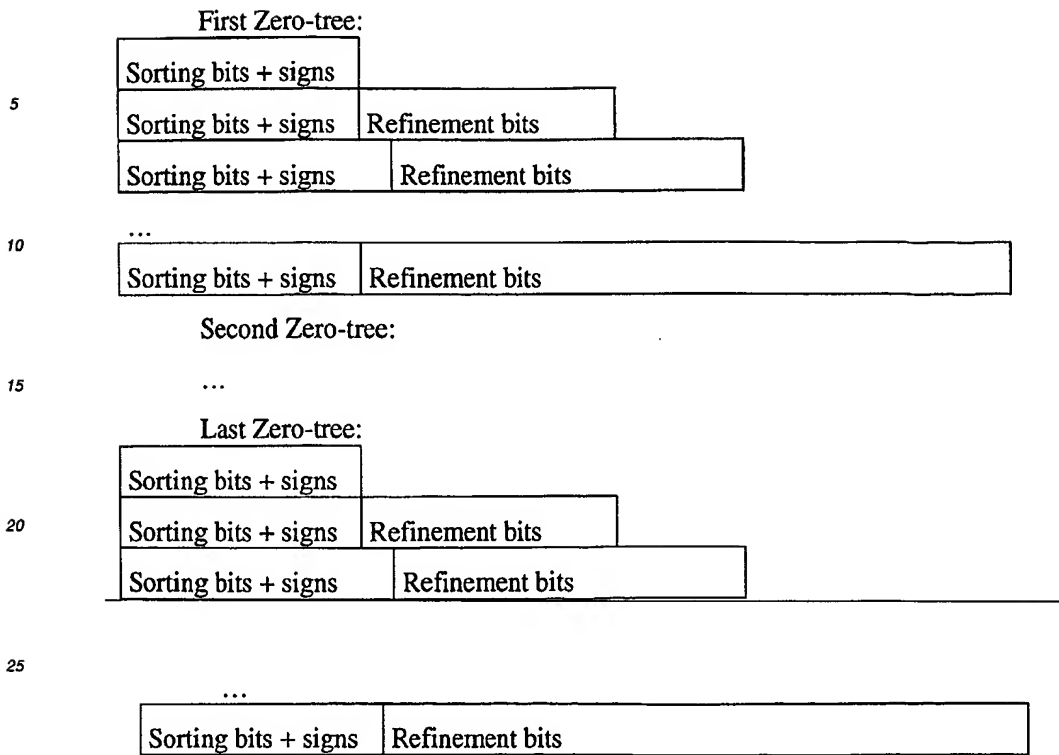 First Zero-tree:
Sorting bits + signs
5
Sorting bits + signs Refinement bits
Sorting bits + signs Refinement bits
...
10
Sorting bits + signs Refinement bits
Second Zero-tree:
15
...
Last Zero-tree:
Sorting bits + signs
20
Sorting bits + signs Refinement bits
Sorting bits + signs Refinement bits
25
...
Sorting bits + signs Refinement bits